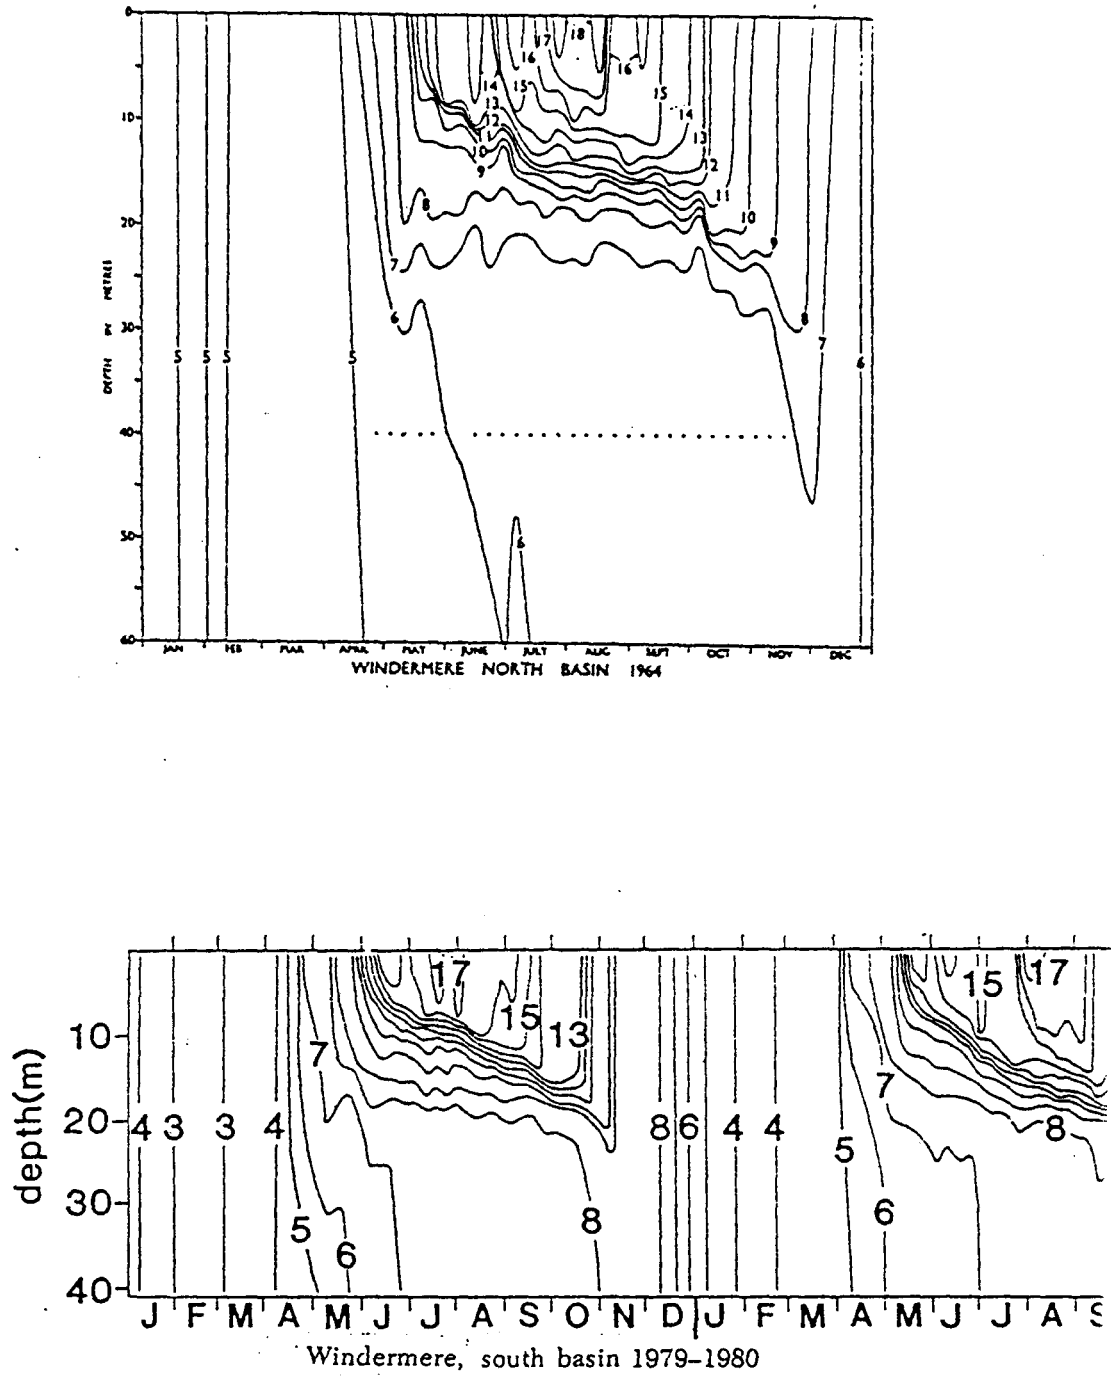 0
17 18
16 16
14 15 15
10 13 14
12 13
11 12
10 11
9
8 10
20 9
7
6 8
30 7
5 5 5 5 6
DEPTH IN METRES
40
50 6
60
JAN FEB MAR APRIL MAY JUNE JULY AUG SEPT OCT NOV DEC
WINDERMERE NORTH BASIN 1964
17 15 17
15
10 13
7 7
depth(m)
20 4 3 3 4 8 6 4 4 8
5
30 5 8 6
6
40
J F M A M J J A S O N D J F M A M J J A S
Windermere, south basin 1979–1980